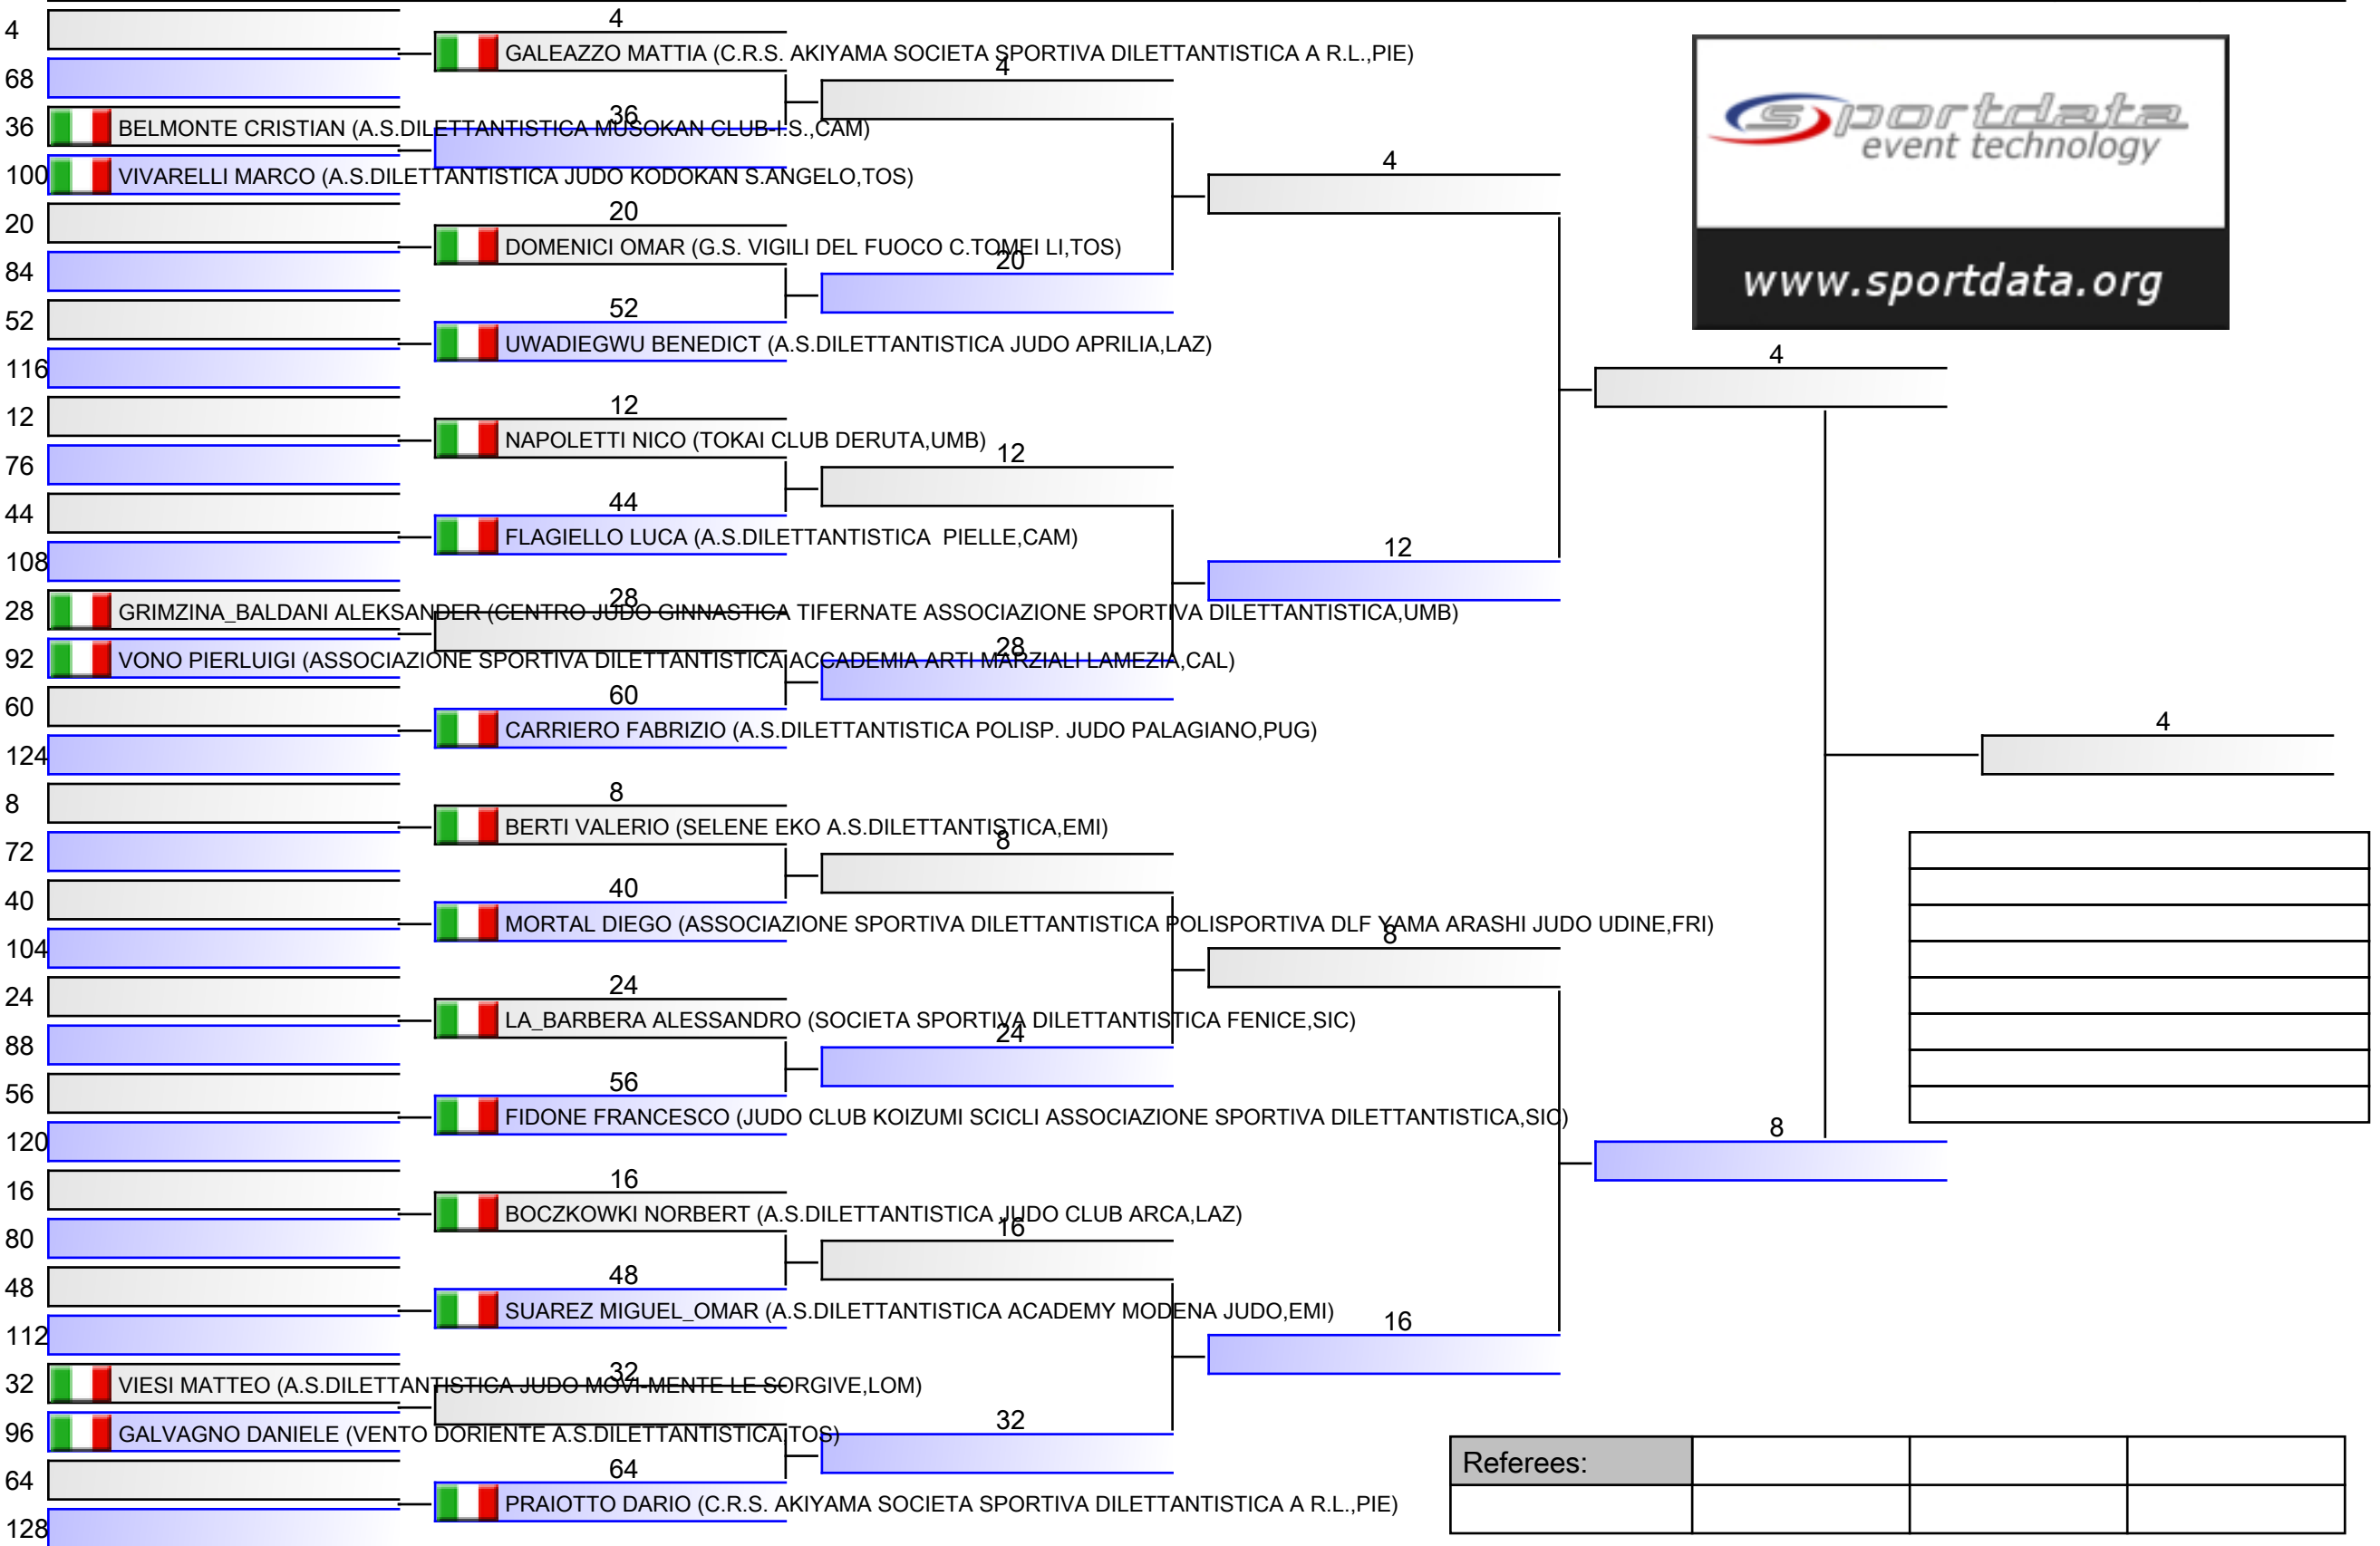 4
4
GALEAZZO MATTIA (C.R.S. AKIYAMA SOCIETA SPORTIVA DILETTANTISTICA A R.L.,PIE)
68
4
36
36
BELMONTE CRISTIAN (A.S.DILETTANTISTICA MUSOKAN CLUB-I.S.,CAM)
100
VIVARELLI MARCO (A.S.DILETTANTISTICA JUDO KODOKAN S.ANGELO,TOS)
4
sportdata
event technology
www.sportdata.org
20
20
DOMENICI OMAR (G.S. VIGILI DEL FUOCO C.TOMEI LI,TOS)
84
20
52
52
UWADIEGWU BENEDICT (A.S.DILETTANTISTICA JUDO APRILIA,LAZ)
116
4
12
12
NAPOLETTI NICO (TOKAI CLUB DERUTA,UMB)
76
12
44
44
FLAGIELLO LUCA (A.S.DILETTANTISTICA  PIELLE,CAM)
108
12
28
28
GRIMZINA_BALDANI ALEKSANDER (CENTRO JUDO GINNASTICA TIFERNATE ASSOCIAZIONE SPORTIVA DILETTANTISTICA,UMB)
92
VONO PIERLUIGI (ASSOCIAZIONE SPORTIVA DILETTANTISTICA ACCADEMIA ARTI MARZIALI LAMEZIA,CAL)
28
60
60
CARRIERO FABRIZIO (A.S.DILETTANTISTICA POLISP. JUDO PALAGIANO,PUG)
124
4
8
8
BERTI VALERIO (SELENE EKO A.S.DILETTANTISTICA,EMI)
72
8
40
40
MORTAL DIEGO (ASSOCIAZIONE SPORTIVA DILETTANTISTICA POLISPORTIVA DLF YAMA ARASHI JUDO UDINE,FRI)
104
8
24
24
LA_BARBERA ALESSANDRO (SOCIETA SPORTIVA DILETTANTISTICA FENICE,SIC)
88
24
56
56
FIDONE FRANCESCO (JUDO CLUB KOIZUMI SCICLI ASSOCIAZIONE SPORTIVA DILETTANTISTICA,SIC)
120
8
16
16
BOCZKOWKI NORBERT (A.S.DILETTANTISTICA JUDO CLUB ARCA,LAZ)
80
16
48
48
SUAREZ MIGUEL_OMAR (A.S.DILETTANTISTICA ACADEMY MODENA JUDO,EMI)
112
16
32
32
VIESI MATTEO (A.S.DILETTANTISTICA JUDO MOVI-MENTE LE SORGIVE,LOM)
96
GALVAGNO DANIELE (VENTO DORIENTE A.S.DILETTANTISTICA,TOS)
32
64
64
PRAIOTTO DARIO (C.R.S. AKIYAMA SOCIETA SPORTIVA DILETTANTISTICA A R.L.,PIE)
128
Referees: